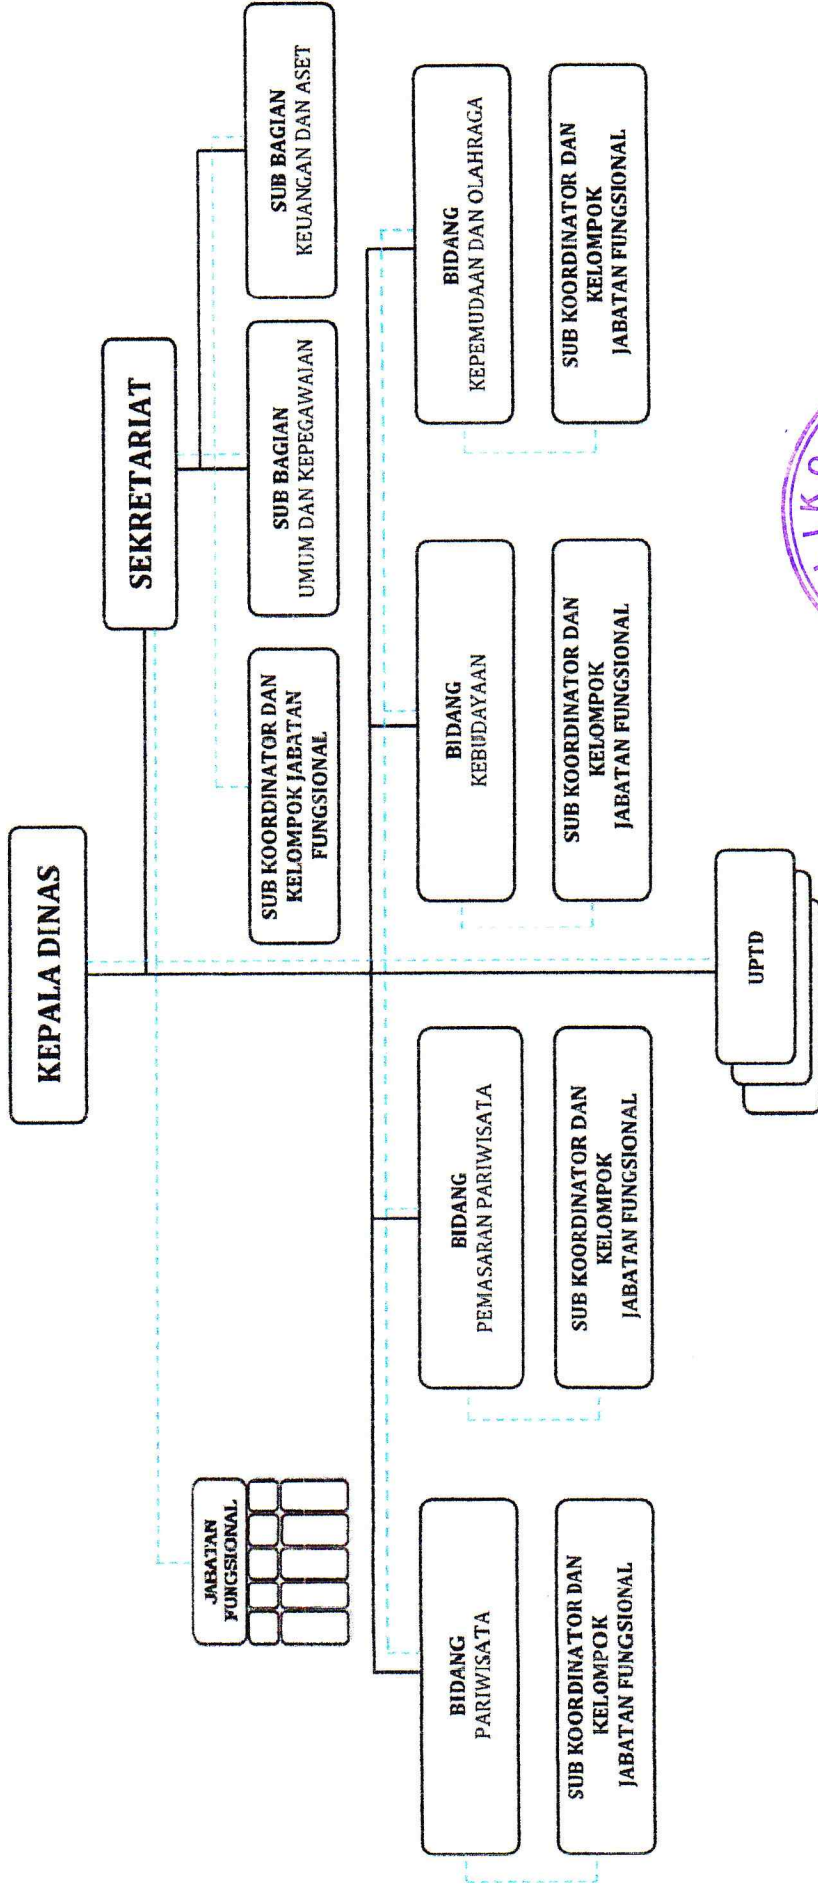 KEPALA DINAS
SEKRETARIAT
JABATAN
FUNGSIONAL
SUB KOORDINATOR DAN
KELOMPOK JABATAN
FUNGSIONAL
SUB BAGIAN
UMUM DAN KEPEGAWAIAN
SUB BAGIAN
KEUANGAN DAN ASET
BIDANG
PARIWISATA
BIDANG
PEMASARAN PARIWISATA
BIDANG
KEBUDAYAAN
BIDANG
KEPEMUDAAN DAN OLAHRAGA
SUB KOORDINATOR DAN
KELOMPOK
JABATAN FUNGSIONAL
SUB KOORDINATOR DAN
KELOMPOK
JABATAN FUNGSIONAL
SUB KOORDINATOR DAN
KELOMPOK
JABATAN FUNGSIONAL
SUB KOORDINATOR DAN
KELOMPOK
JABATAN FUNGSIONAL
UPTD